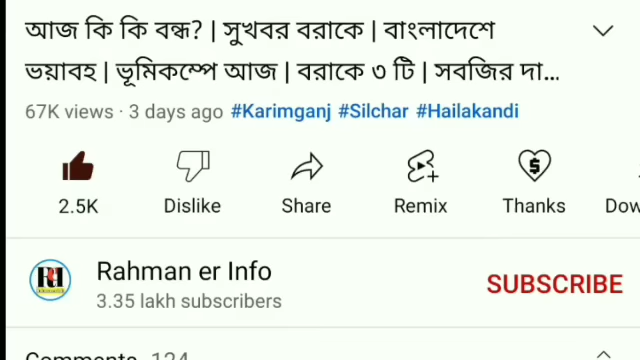 আজ কি কি বন্ধ? | সুখবর বরাকে | বাংলাদেশে
ভয়াবহ | ভূমিকম্পে আজ | বরাকে ৩ টি | সবজির দা...
67K views · 3 days ago #Karimganj #Silchar #Hailakandi
2.5K Dislike Share Remix Thanks Dow
Rahman er Info
SUBSCRIBE
3.35 lakh subscribers
Comments 124